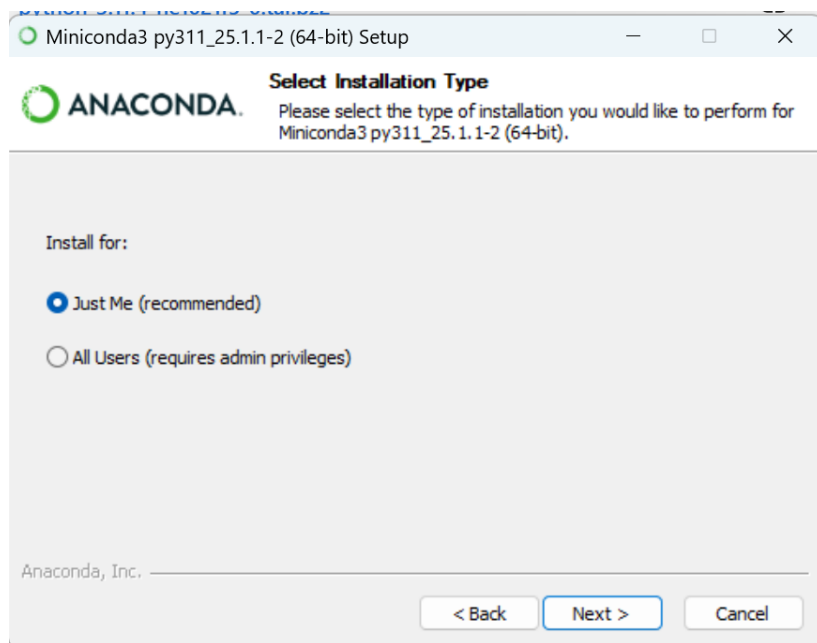 Miniconda3 py311_25.1.1-2 (64-bit) Setup
ANACONDA.
Select Installation Type
Please select the type of installation you would like to perform for
Miniconda3 py311_25.1.1-2 (64-bit).
Install for:
Just Me (recommended)
All Users (requires admin privileges)
Anaconda, Inc.
< Back
Next >
Cancel